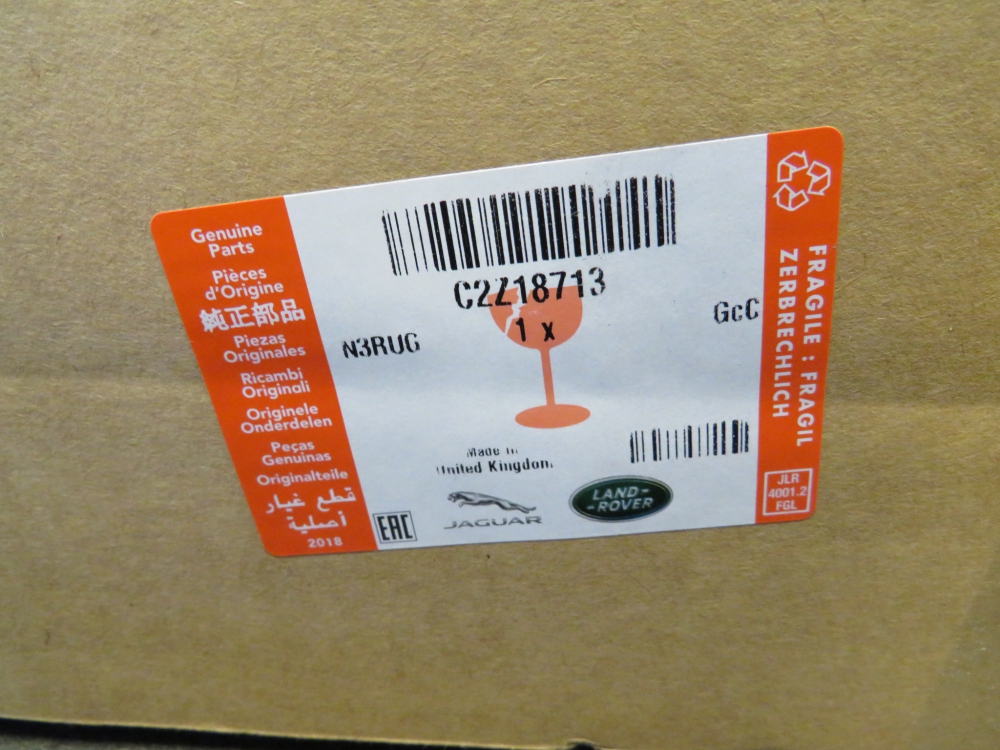 Genuine
Parts
Pièces
d'Origine
純正部品
Piezas
Originales
Ricambi
Originali
Originele
Onderdelen
Peças
Genuinas
Originalteile
قطع غيار
أصلية
2018
C2Z18713
1 x
N3RUG
GcC
Made in
United Kingdom
EAC
JAGUAR
LAND-
-ROVER
FRAGILE : FRAGIL
ZERBRECHLICH
JLR
4001.2
FGL